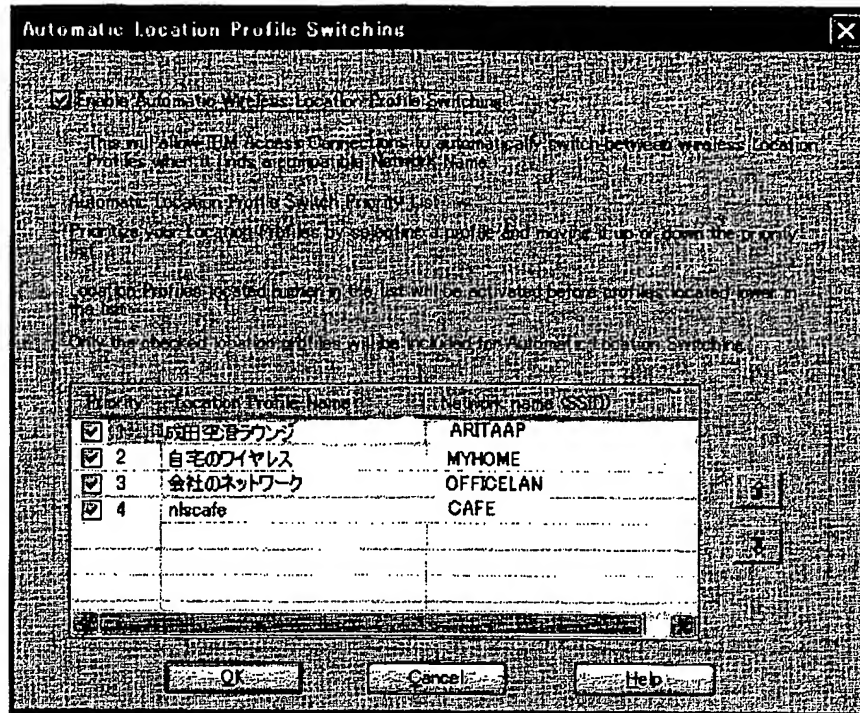 Automatic Location Profile Switching
Enable Automatic Wireless Location Profile Switching
This will allow IBM Access Connections to automatically switch between wireless Location
Profiles when it finds a compatible Network Name.
Automatic Location Profile Switch Priority List
Prioritize your Location Profiles by selecting a profile and moving it up or down the priority
list.
Location Profiles located higher in the list will be activated before profiles located lower in
the list.
Only the checked location profiles will be included for Automatic Location Switching.
Priority Location Profile Name Network name (SSID)
1 成田空港ラウンジ ARITAAP
2 自宅のワイヤレス MYHOME
3 会社のネットワーク OFFICELAN
4 nlscafe CAFE
OK Cancel Help